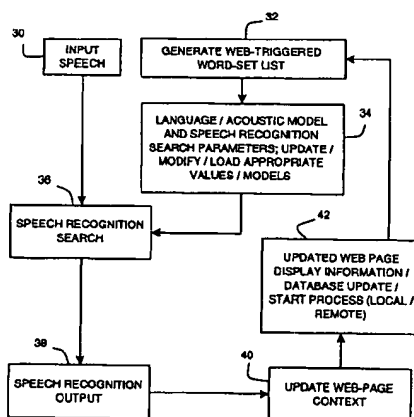 30
INPUT
SPEECH
32
GENERATE WEB-TRIGGERED
WORD-SET LIST
34
LANGUAGE / ACOUSTIC MODEL
AND SPEECH RECOGNITION
SEARCH PARAMETERS; UPDATE /
MODIFY / LOAD APPROPRIATE
VALUES / MODELS
36
SPEECH RECOGNITION
SEARCH
42
UPDATED WEB PAGE
DISPLAY INFORMATION /
DATABASE UPDATE /
START PROCESS (LOCAL /
REMOTE)
38
SPEECH RECOGNITION
OUTPUT
40
UPDATE WEB-PAGE
CONTEXT